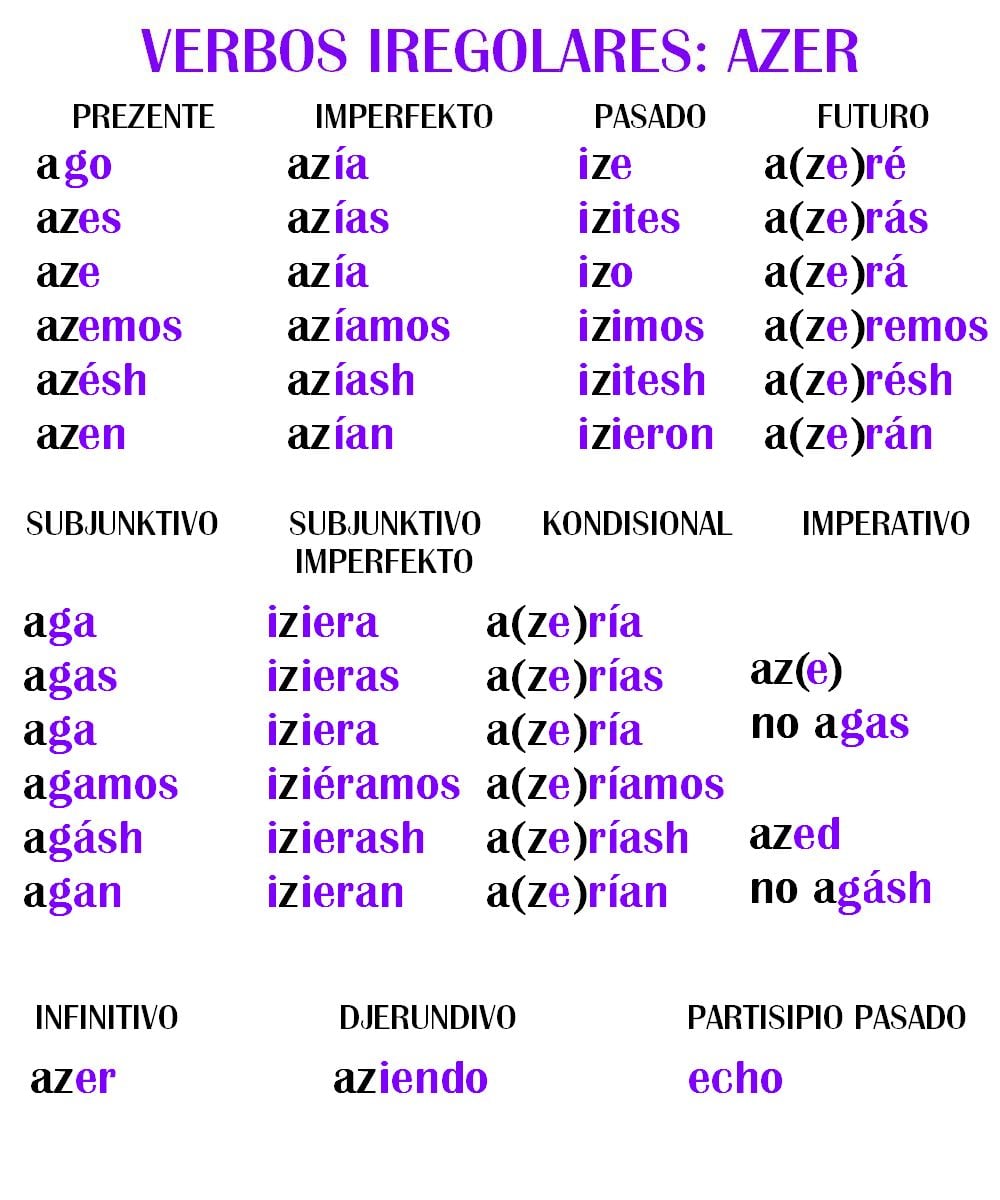 VERBOS IREGOLARES: AZER
PREZENTE IMPERFEKTO PASADO FUTURO
ago azía ize a(ze)ré
azes azías izites a(ze)rás
aze azía izo a(ze)rá
azemos azíamos izimos a(ze)remos
azésh azíash izitesh a(ze)résh
azen azían izieron a(ze)rán
SUBJUNKTIVO SUBJUNKTIVO KONDISIONAL IMPERATIVO
IMPERFEKTO
aga iziera a(ze)ría
agas izieras a(ze)rías az(e)
aga iziera a(ze)ría no agas
agamos iziéramos a(ze)ríamos
agásh izierash a(ze)ríash azed
agan izieran a(ze)rían no agásh
INFINITIVO DJERUNDIVO PARTISIPIO PASADO
azer aziendo echo